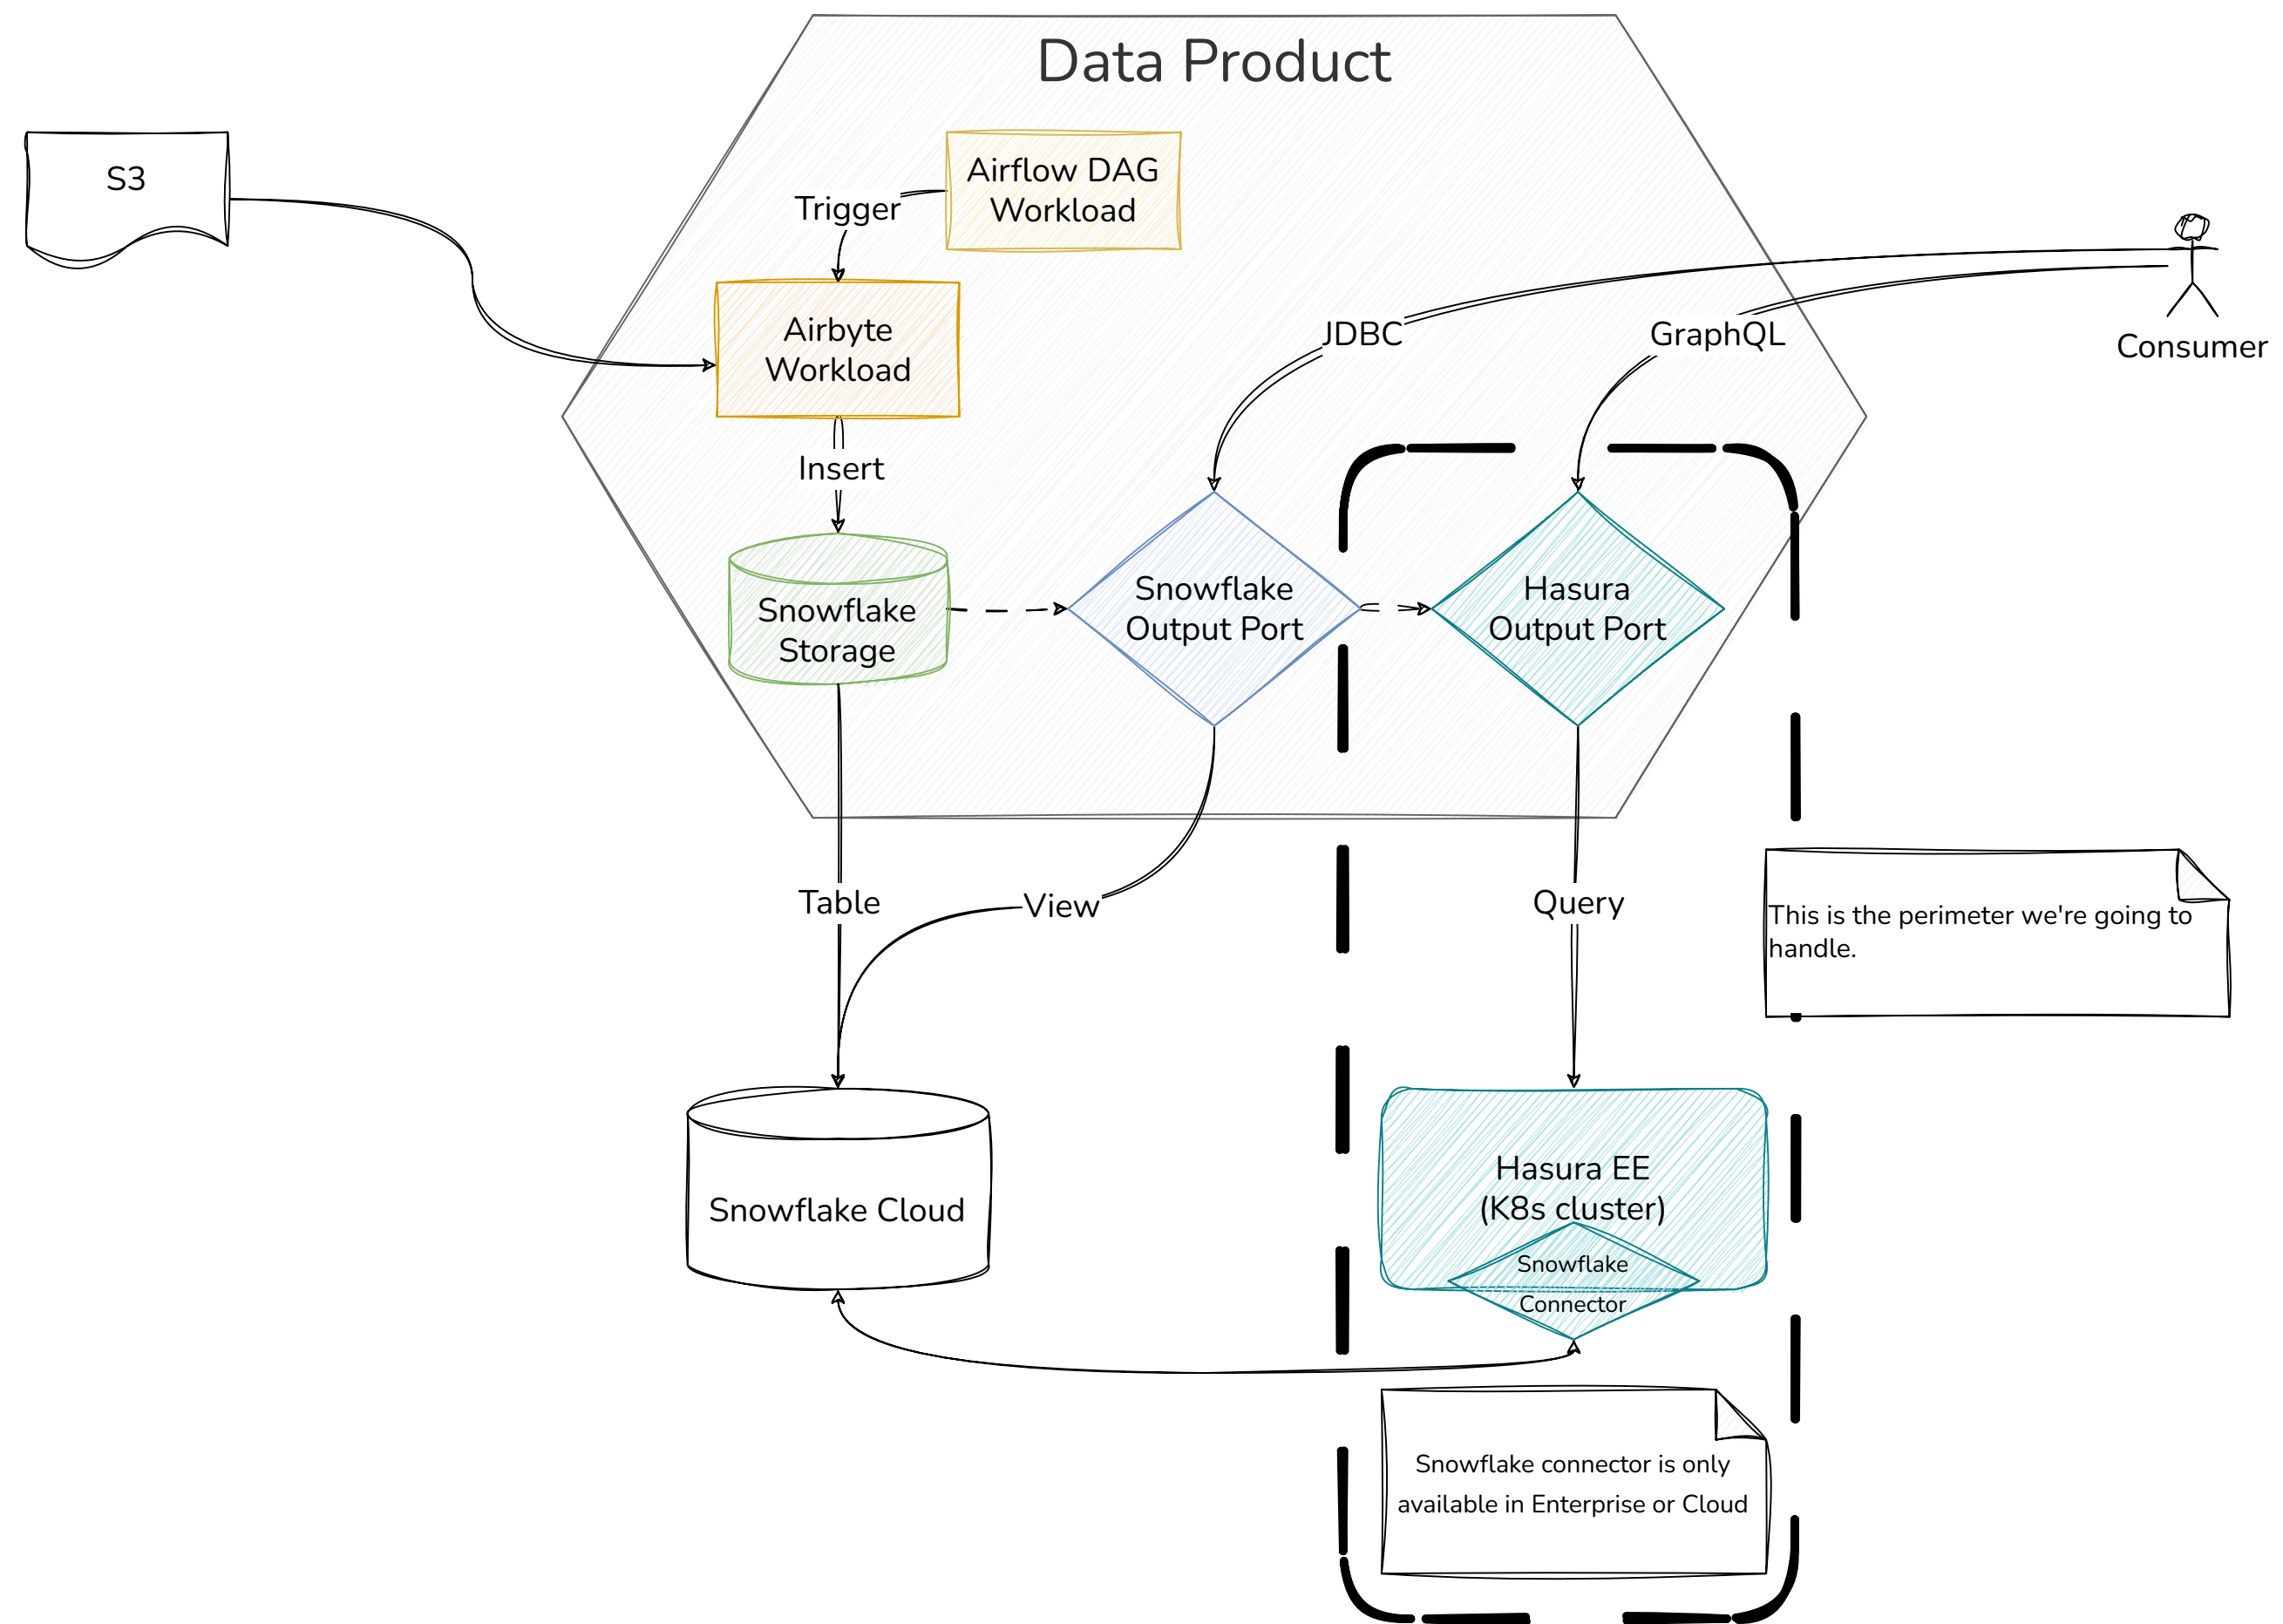 Data Product
S3
Airflow DAG
Workload
Trigger
Airbyte
Workload
JDBC
GraphQL
Consumer
Insert
Snowflake
Storage
Snowflake
Output Port
Hasura
Output Port
Table
View
Query
This is the perimeter we're going to
handle.
Snowflake Cloud
Hasura EE
(K8s cluster)
Snowflake
Connector
Snowflake connector is only
available in Enterprise or Cloud